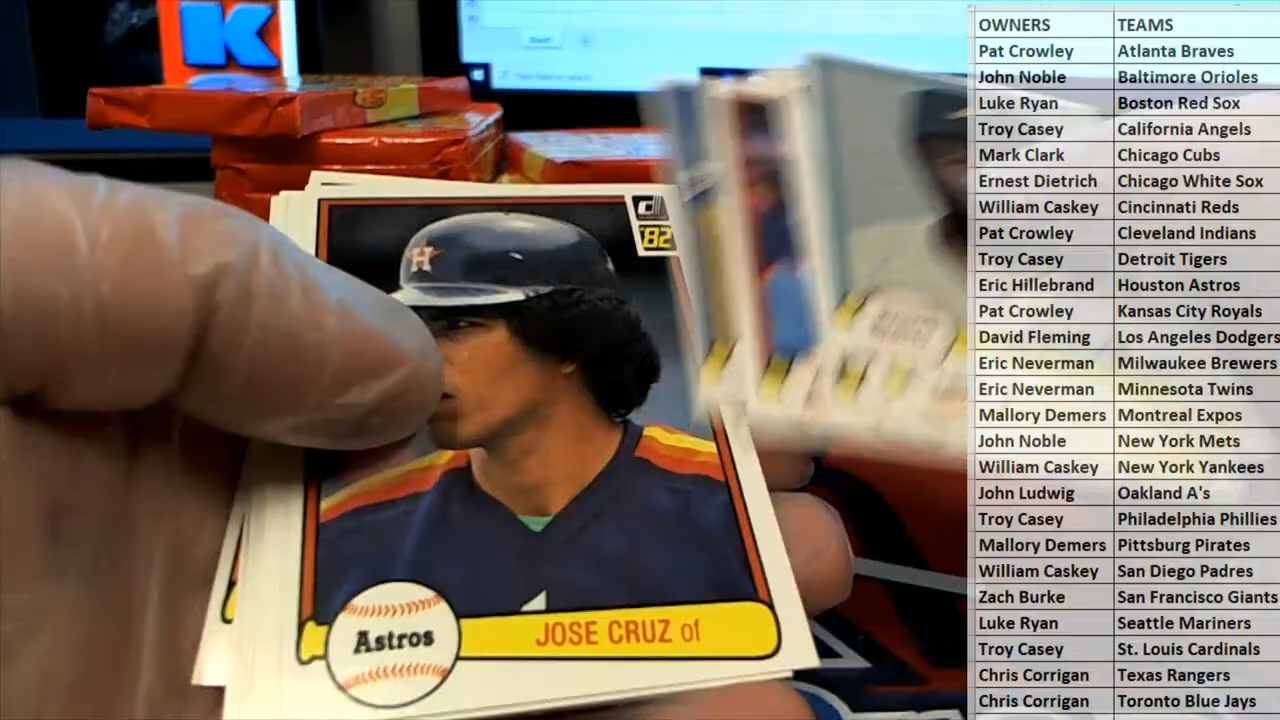 K
H
d
'82
Astros
JOSE CRUZ of
OWNERS TEAMS
Pat Crowley Atlanta Braves
John Noble Baltimore Orioles
Luke Ryan Boston Red Sox
Troy Casey California Angels
Mark Clark Chicago Cubs
Ernest Dietrich Chicago White Sox
William Caskey Cincinnati Reds
Pat Crowley Cleveland Indians
Troy Casey Detroit Tigers
Eric Hillebrand Houston Astros
Pat Crowley Kansas City Royals
David Fleming Los Angeles Dodgers
Eric Neverman Milwaukee Brewers
Eric Neverman Minnesota Twins
Mallory Demers Montreal Expos
John Noble New York Mets
William Caskey New York Yankees
John Ludwig Oakland A's
Troy Casey Philadelphia Phillies
Mallory Demers Pittsburg Pirates
William Caskey San Diego Padres
Zach Burke San Francisco Giants
Luke Ryan Seattle Mariners
Troy Casey St. Louis Cardinals
Chris Corrigan Texas Rangers
Chris Corrigan Toronto Blue Jays